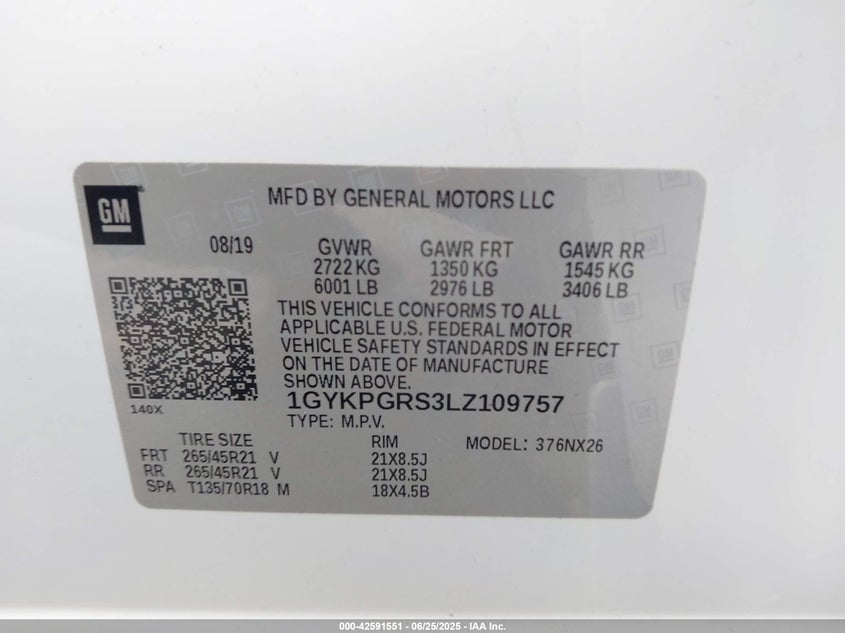 GM
MFD BY GENERAL MOTORS LLC
08/19 GVWR GAWR FRT GAWR RR
2722 KG 1350 KG 1545 KG
6001 LB 2976 LB 3406 LB
THIS VEHICLE CONFORMS TO ALL
APPLICABLE U.S. FEDERAL MOTOR
VEHICLE SAFETY STANDARDS IN EFFECT
ON THE DATE OF MANUFACTURE
SHOWN ABOVE.
140X
1GYKPGRS3LZ109757
TYPE: M.P.V.
TIRE SIZE RIM MODEL: 376NX26
FRT 265/45R21 V 21X8.5J
RR 265/45R21 V 21X8.5J
SPA T135/70R18 M 18X4.5B
000-42591551 - 06/25/2025 - IAA Inc.